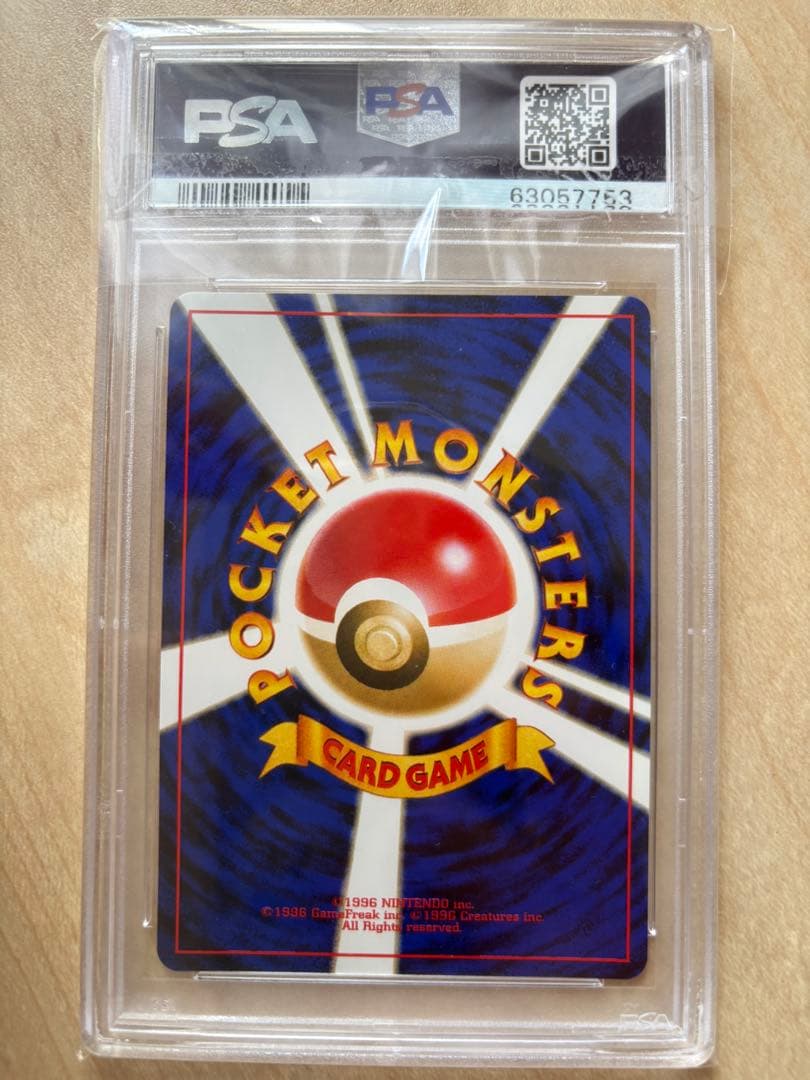 PSA
PSA
63057753
POCKET MONSTERS
CARD GAME
©1996 NINTENDO inc.
©1996 GameFreak inc. ©1996 Creatures inc.
All Rights reserved.
PSA